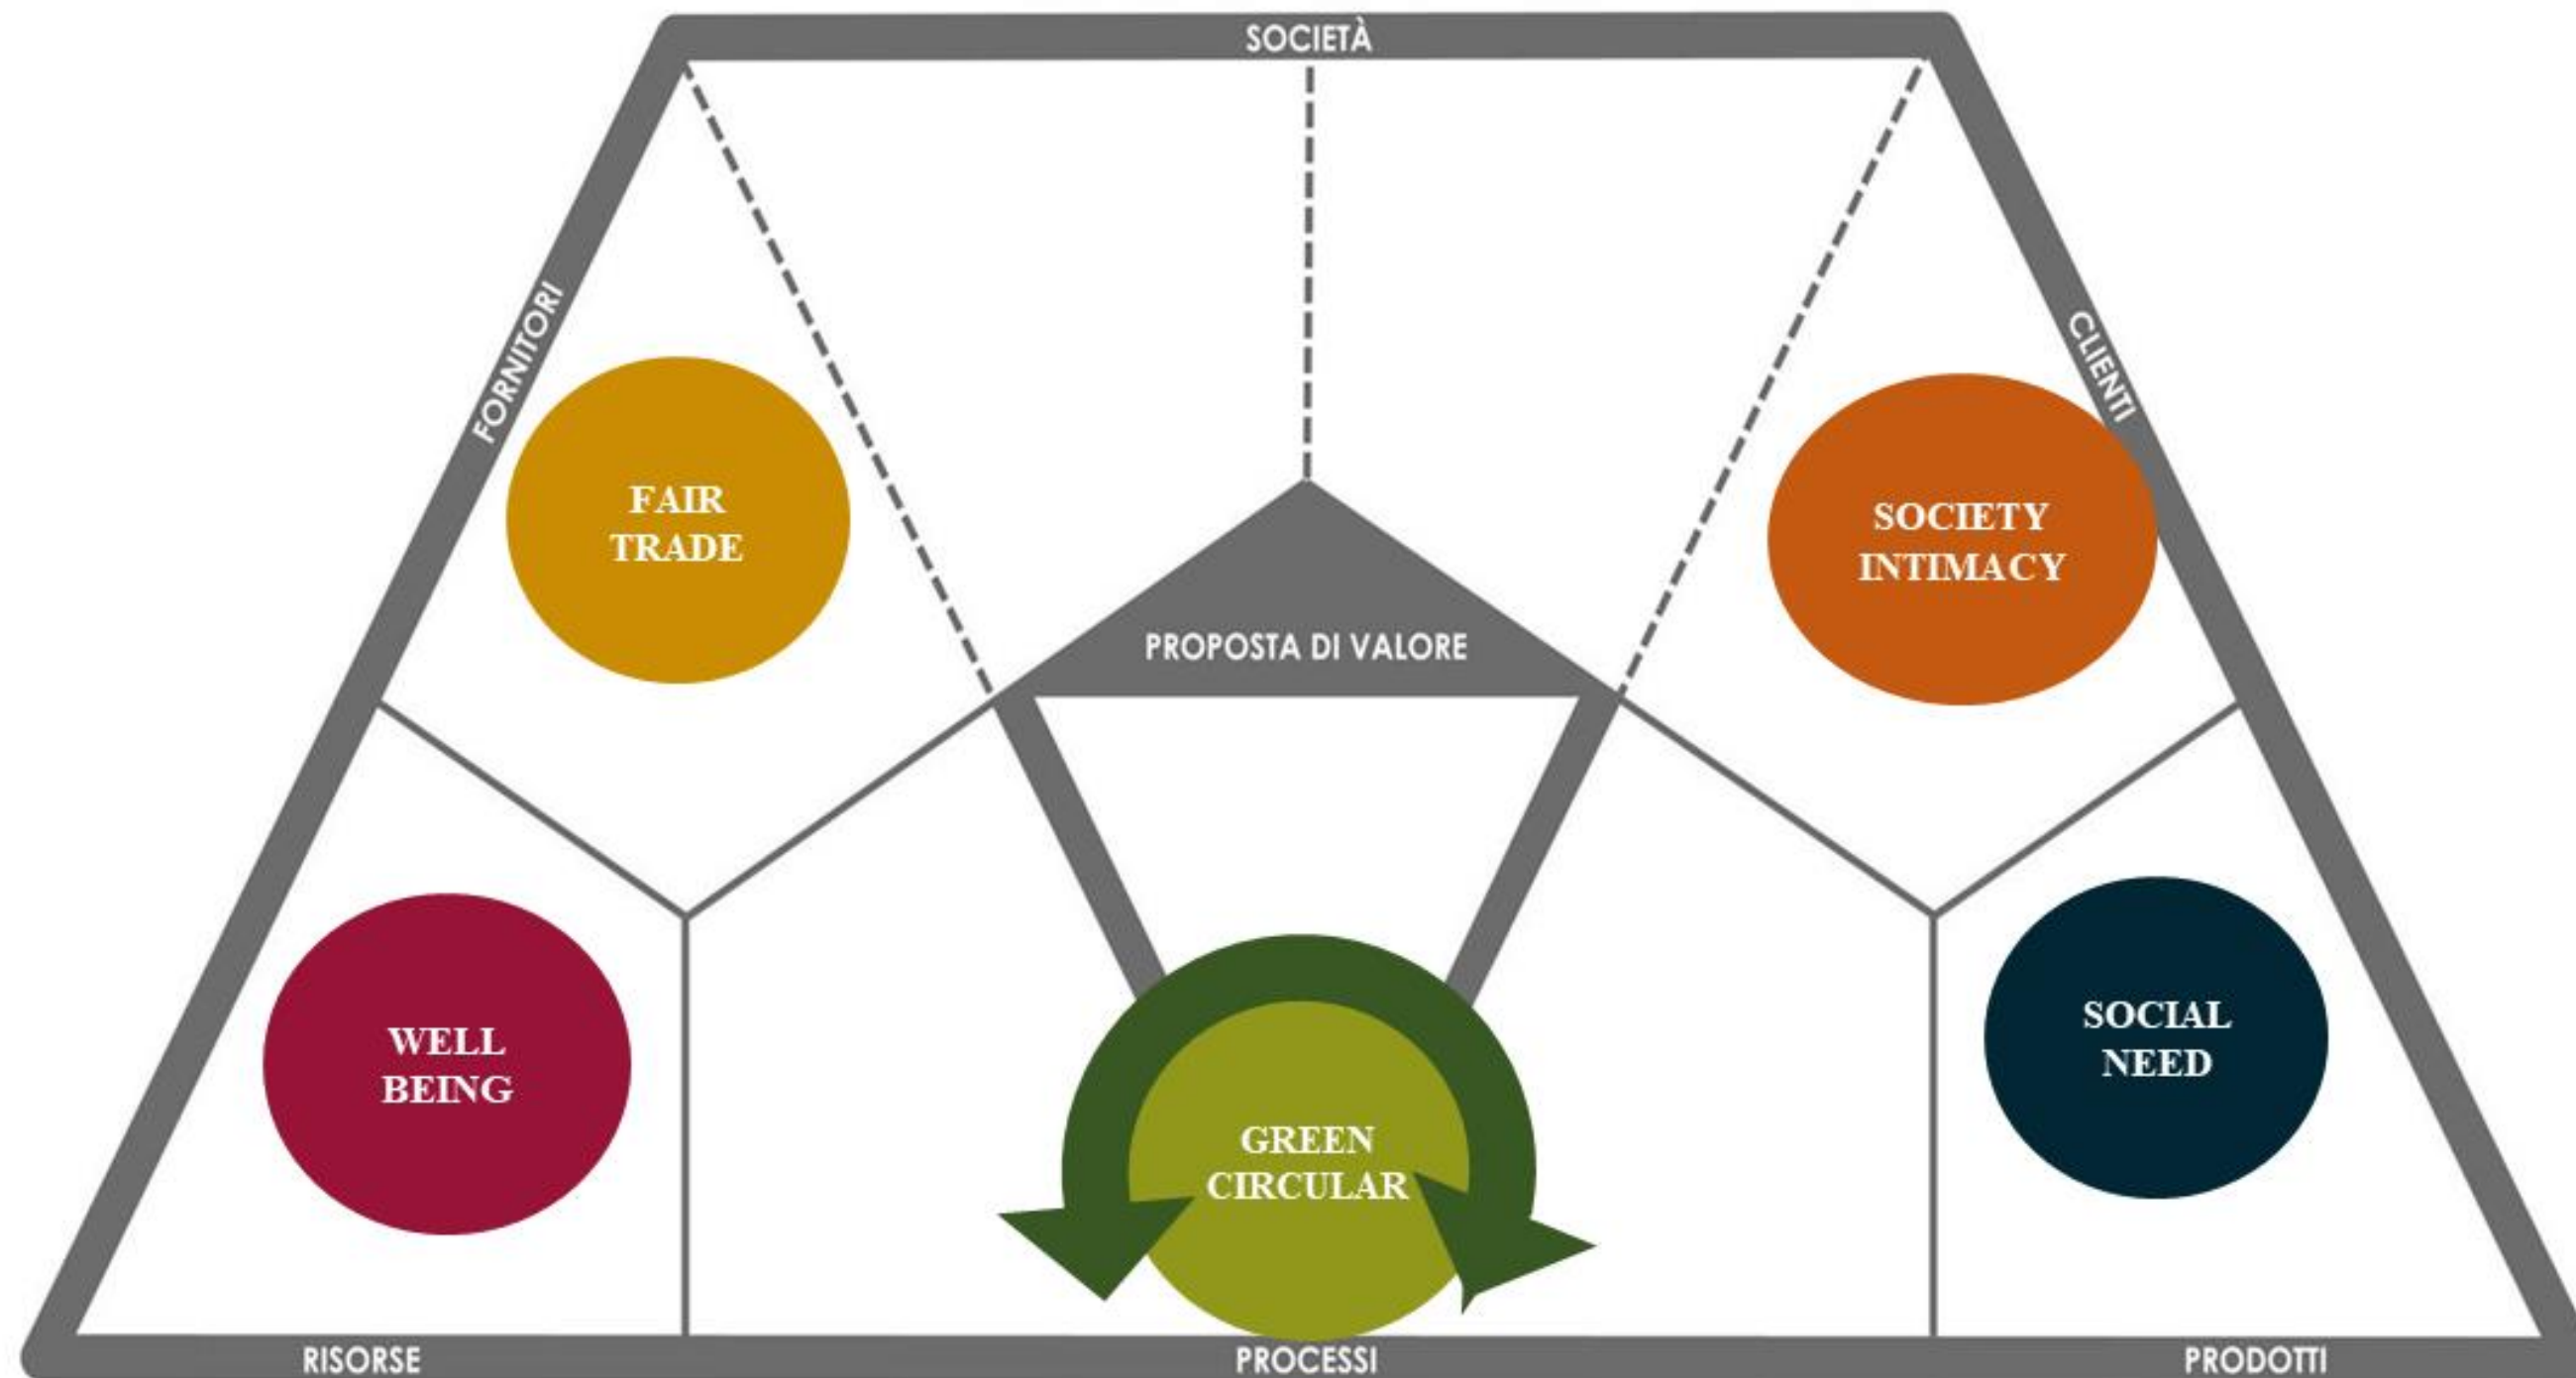 SOCIETÀ
FORNITORI
CLIENTI
FAIR
TRADE
SOCIETY
INTIMACY
PROPOSTA DI VALORE
WELL
BEING
SOCIAL
NEED
GREEN
CIRCULAR
RISORSE
PROCESSI
PRODOTTI